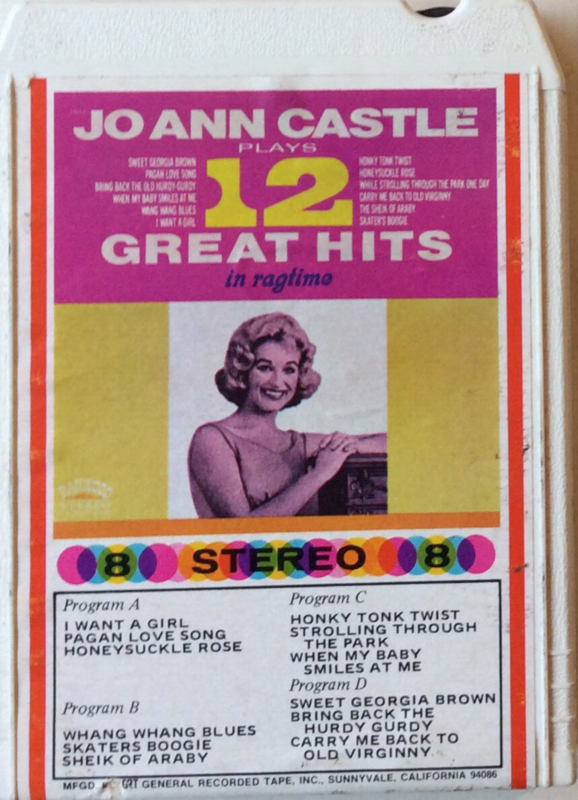 JO ANN CASTLE
PLAYS
12
SWEET GEORGIA BROWN
PAGAN LOVE SONG
BRING BACK THE OLD HURDY-GURDY
WHEN MY BABY SMILES AT ME
WANG WANG BLUES
I WANT A GIRL
HONKY TONK TWIST
HONEYSUCKLE ROSE
WHILE STROLLING THROUGH THE PARK ONE DAY
CARRY ME BACK TO OLD VIRGINNY
THE SHEIK OF ARABY
SKATER'S BOOGIE
GREAT HITS
in ragtime
8 STEREO 8
Program A
I WANT A GIRL
PAGAN LOVE SONG
HONEYSUCKLE ROSE
Program B
WHANG WHANG BLUES
SKATERS BOOGIE
SHEIK OF ARABY
Program C
HONKY TONK TWIST
STROLLING THROUGH
THE PARK
WHEN MY BABY
SMILES AT ME
Program D
SWEET GEORGIA BROWN
BRING BACK THE
HURDY GURDY
CARRY ME BACK TO
OLD VIRGINNY
MFGD. GRT GENERAL RECORDED TAPE, INC., SUNNYVALE, CALIFORNIA 94086